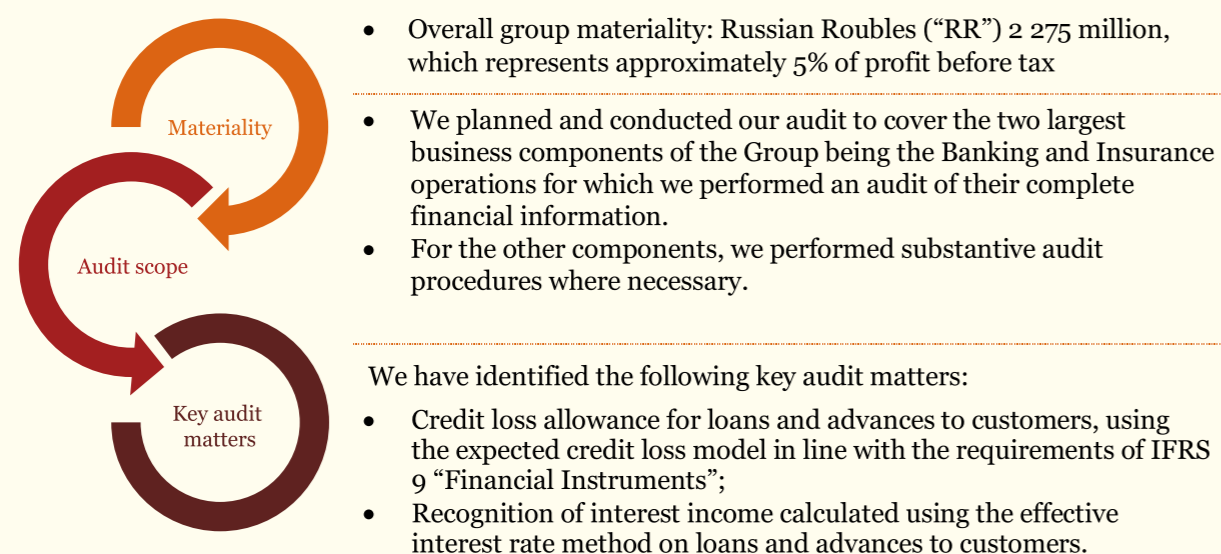 Materiality
• Overall group materiality: Russian Roubles (“RR”) 2 275 million,
which represents approximately 5% of profit before tax
Audit scope
• We planned and conducted our audit to cover the two largest
business components of the Group being the Banking and Insurance
operations for which we performed an audit of their complete
financial information.
• For the other components, we performed substantive audit
procedures where necessary.
Key audit
matters
We have identified the following key audit matters:
• Credit loss allowance for loans and advances to customers, using
the expected credit loss model in line with the requirements of IFRS
9 “Financial Instruments”;
• Recognition of interest income calculated using the effective
interest rate method on loans and advances to customers.